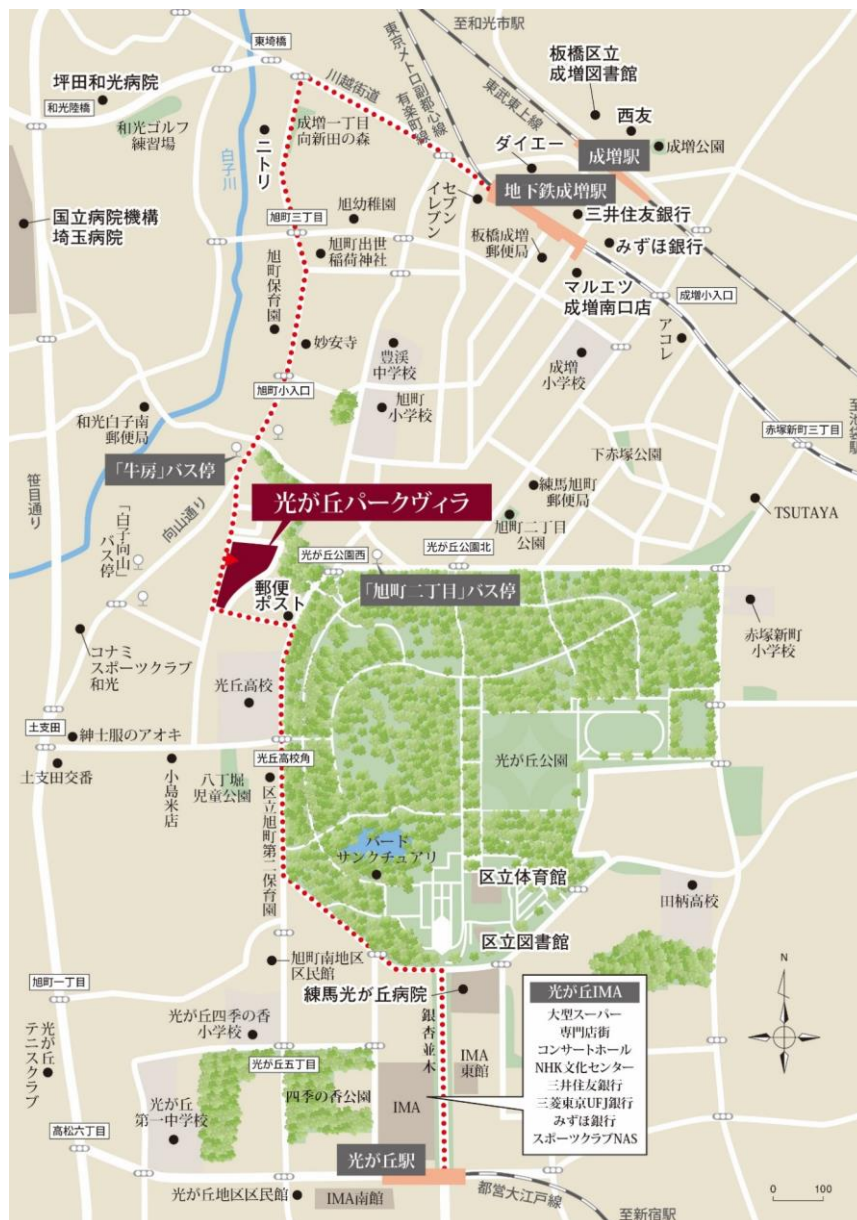 至和光市駅
東埼橋
東京メトロ副都心線
有楽町線
川越街道
板橋区立
成増図書館
坪田和光病院
和光陸橋
東武東上線
西友
和光ゴルフ
練習場
白子川
ニトリ
成増一丁目
向新田の森
ダイエー
成増駅
成増公園
地下鉄成増駅
セブン
イレブン
旭幼稚園
三井住友銀行
国立病院機構
埼玉病院
旭町三丁目
旭町出世
稲荷神社
板橋成増
郵便局
みずほ銀行
マルエツ
成増南口店
成増小入口
旭町保育園
アコレ
妙安寺
豊渓
中学校
成増
小学校
旭町小入口
旭町
小学校
至池袋駅
和光白子南
郵便局
赤塚新町三丁目
下赤塚公園
「牛房」バス停
笹目通り
練馬旭町
郵便局
光が丘パークヴィラ
TSUTAYA
向山通り
「白子向山」
バス停
旭町二丁目
公園
光が丘公園北
光が丘公園西
「旭町二丁目」バス停
郵便
ポスト
赤塚新町
小学校
コナミ
スポーツクラブ
和光
光丘高校
土支田
紳士服のアオキ
光丘高校角
光が丘公園
土支田交番
小島米店
八丁堀
児童公園
区立旭町第二保育園
バード
サンクチュアリ
区立体育館
田柄高校
区立図書館
旭町南地区
区民館
N
旭町一丁目
練馬光が丘病院
光が丘IMA
大型スーパー
専門店街
コンサートホール
NHK文化センター
三井住友銀行
三菱東京UFJ銀行
みずほ銀行
スポーツクラブNAS
光が丘四季の香
小学校
銀杏並木
光が丘
テニスクラブ
IMA
東館
光が丘五丁目
四季の香公園
IMA
光が丘
第一中学校
高松六丁目
光が丘駅
光が丘地区区民館
IMA南館
都営大江戸線
至新宿駅
0 100